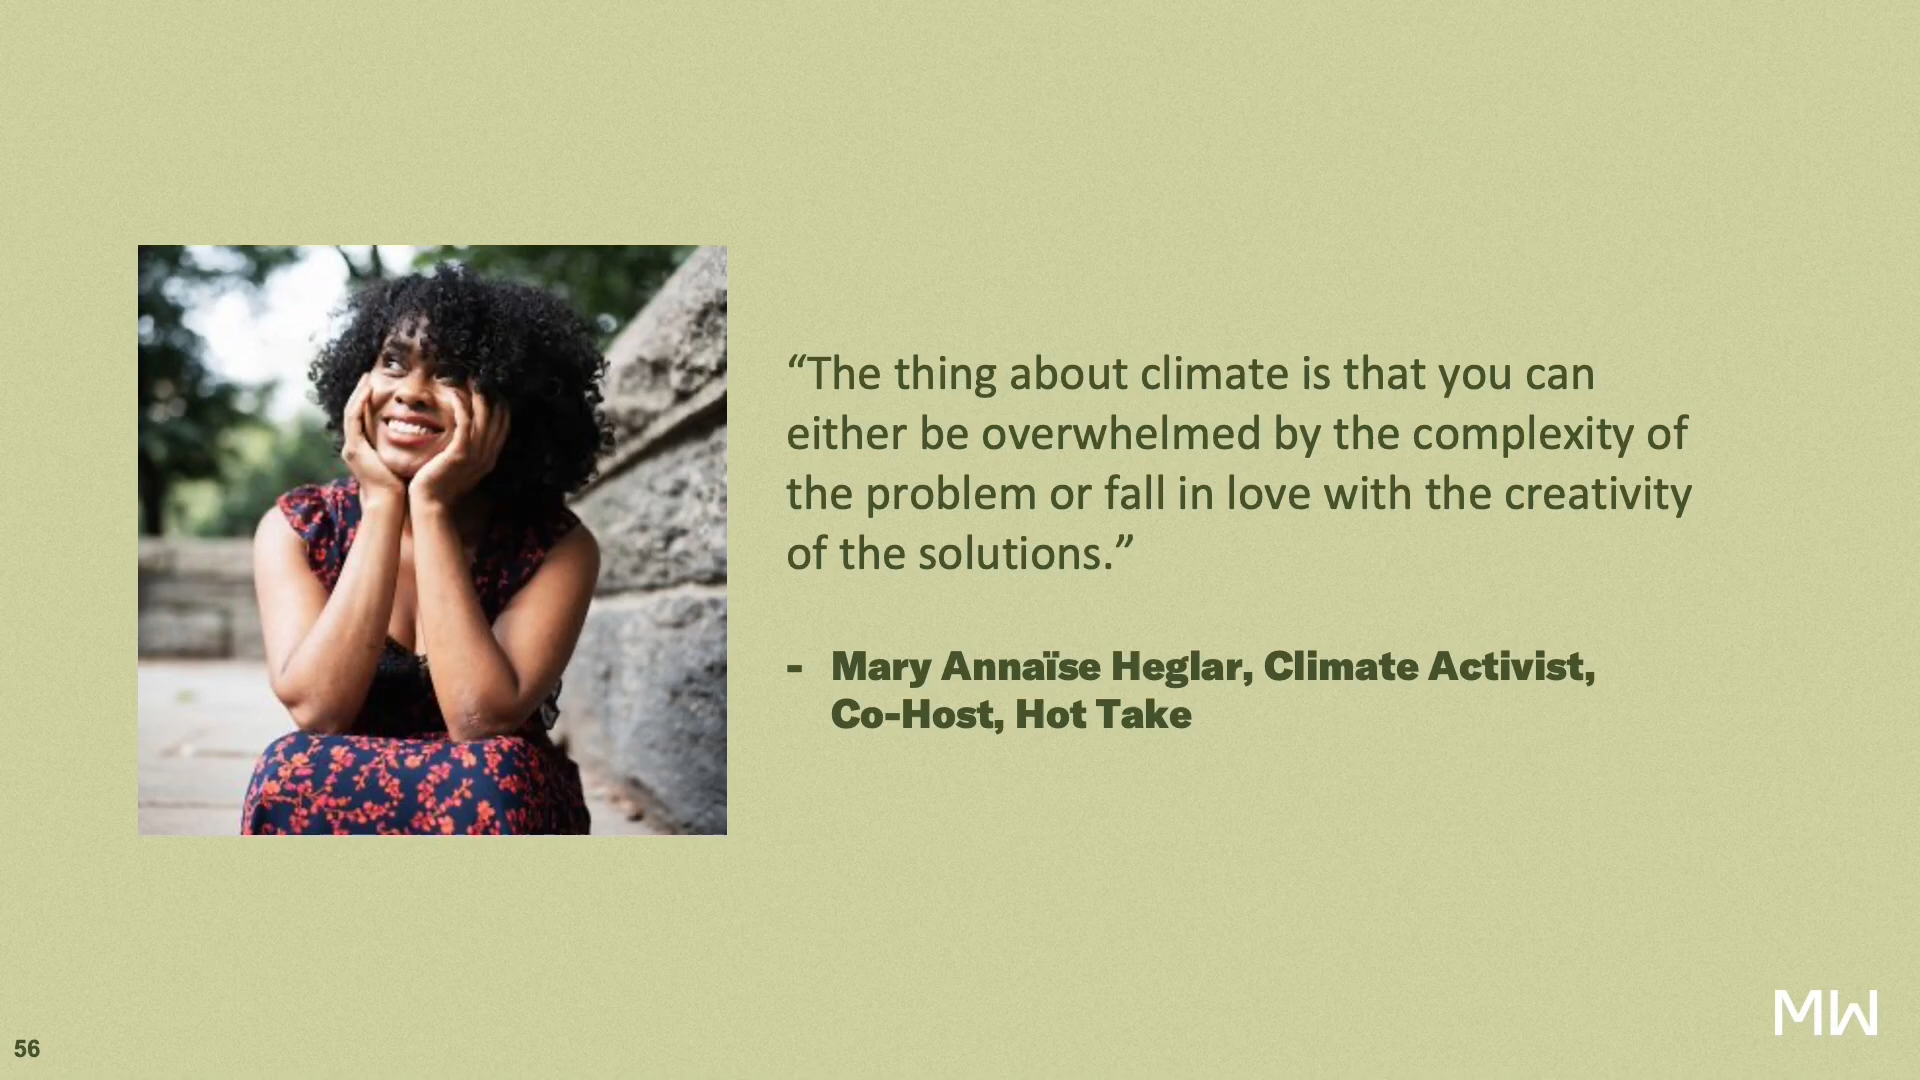 “The thing about climate is that you can
either be overwhelmed by the complexity of
the problem or fall in love with the creativity
of the solutions.”
- Mary Annaïse Heglar, Climate Activist,
Co-Host, Hot Take
MW
56